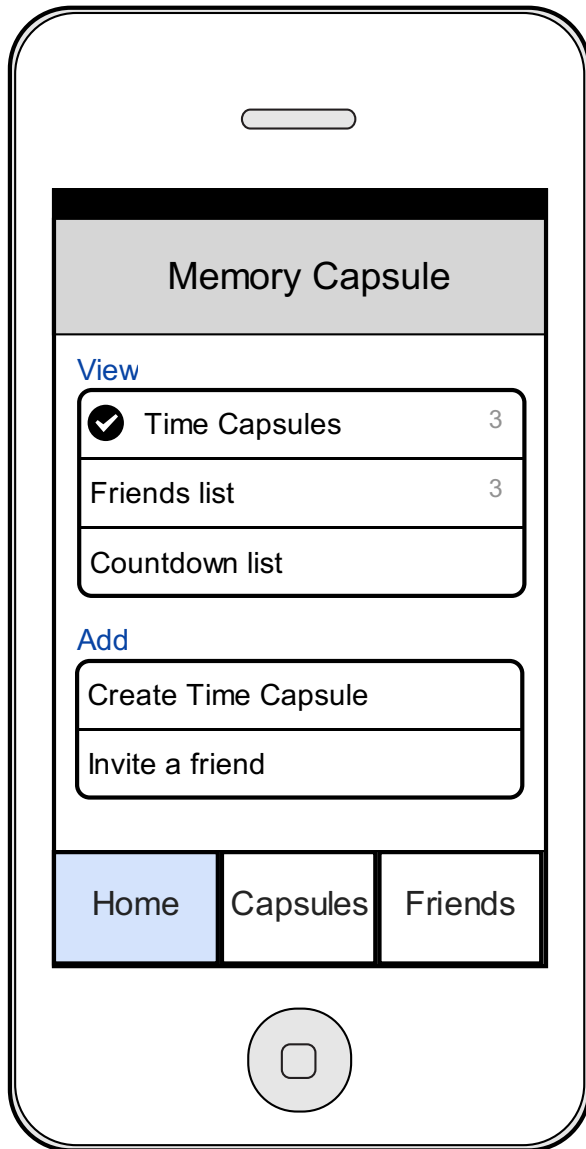 Memory Capsule
View
Time Capsules 3
Friends list 3
Countdown list
Add
Create Time Capsule
Invite a friend
Home Capsules Friends